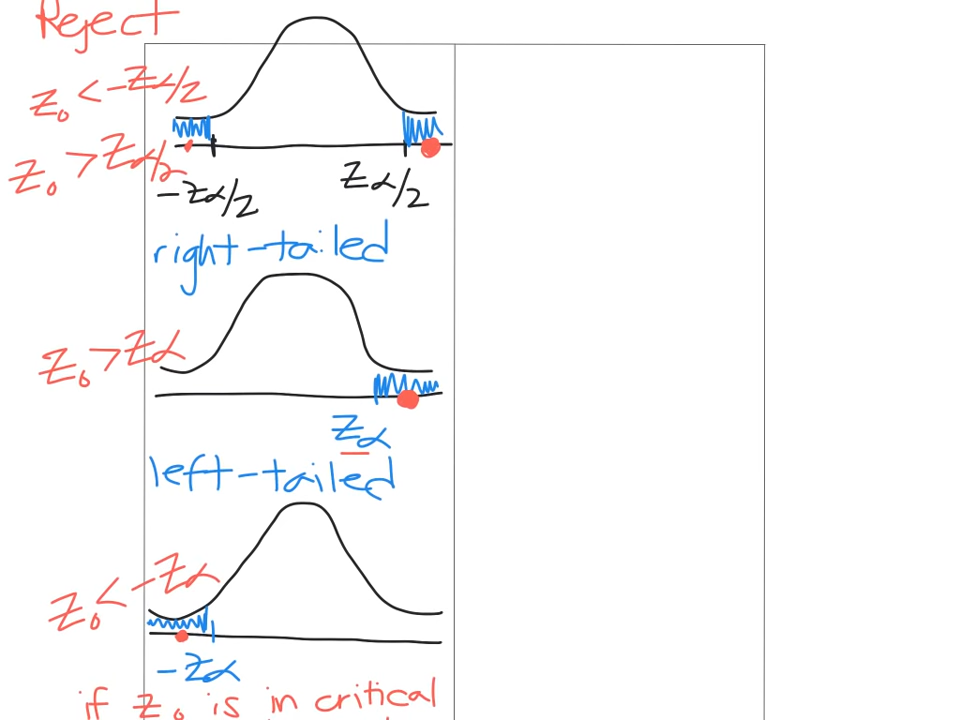 Reject
z₀ < -zα/2
z₀ > zα/2
-zα/2
zα/2
right-tailed
z₀ > zα
zα
left-tailed
z₀ < -zα
-zα
if z₀ is in critical